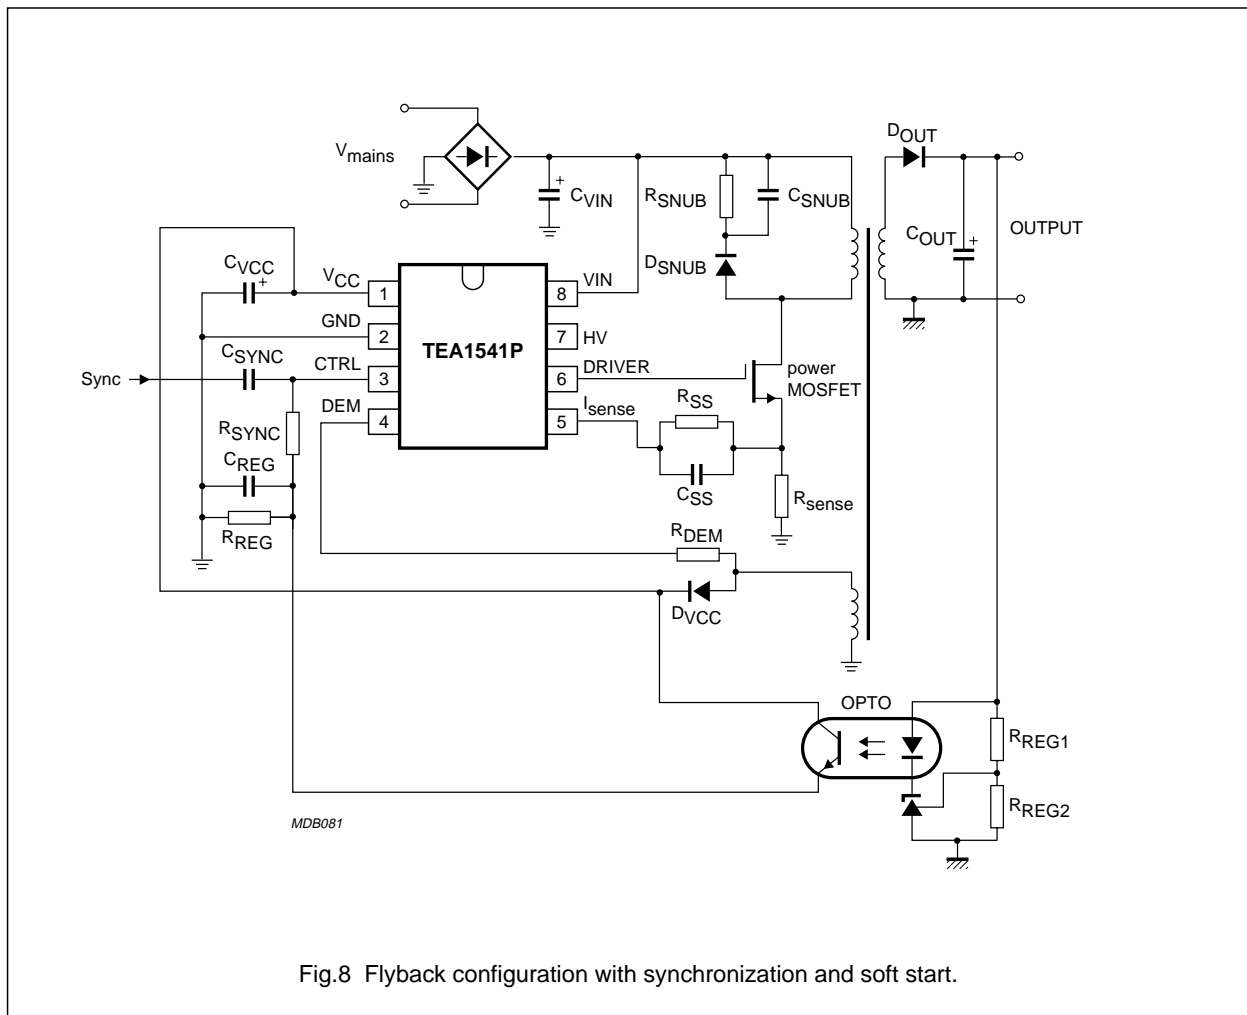 Vmains
CVIN
RSNUB
CSNUB
DSNUB
DOUT
COUT
+
OUTPUT
+
CVCC
+
VCC
1
GND
2
CSYNC
Sync
CTRL
3
DEM
4
RSYNC
CREG
RREG
TEA1541P
8
VIN
7
HV
6
DRIVER
5
Isense
power
MOSFET
RSS
CSS
Rsense
RDEM
DVCC
OPTO
RREG1
RREG2
MDB081
Fig.8 Flyback configuration with synchronization and soft start.